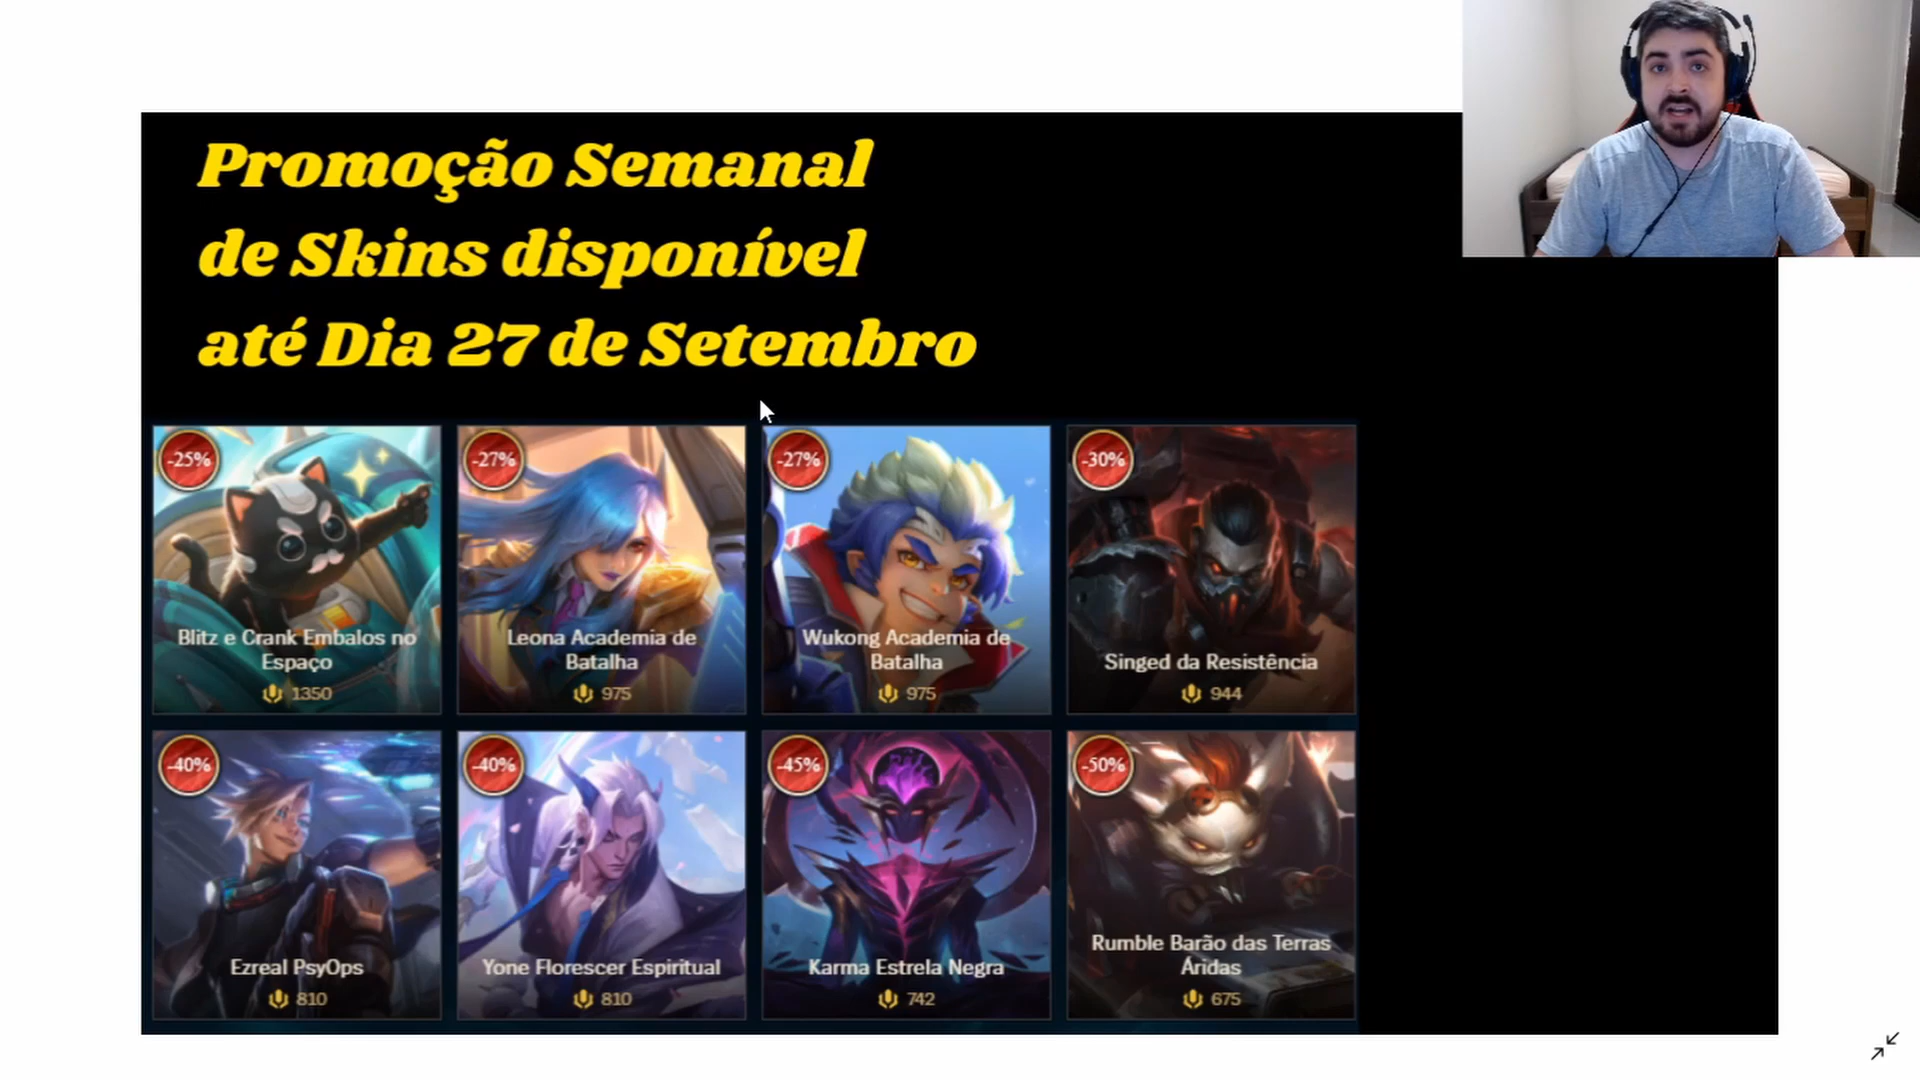 Promoção Semanal
de Skins disponível
até Dia 27 de Setembro
-25%
Blitz e Crank Embalos no
Espaço
1350
-27%
Leona Academia de
Batalha
975
-27%
Wukong Academia de
Batalha
975
-30%
Singed da Resistência
944
-40%
Ezreal PsyOps
810
-40%
Yone Florescer Espiritual
810
-45%
Karma Estrela Negra
742
-50%
Rumble Barão das Terras
Áridas
675